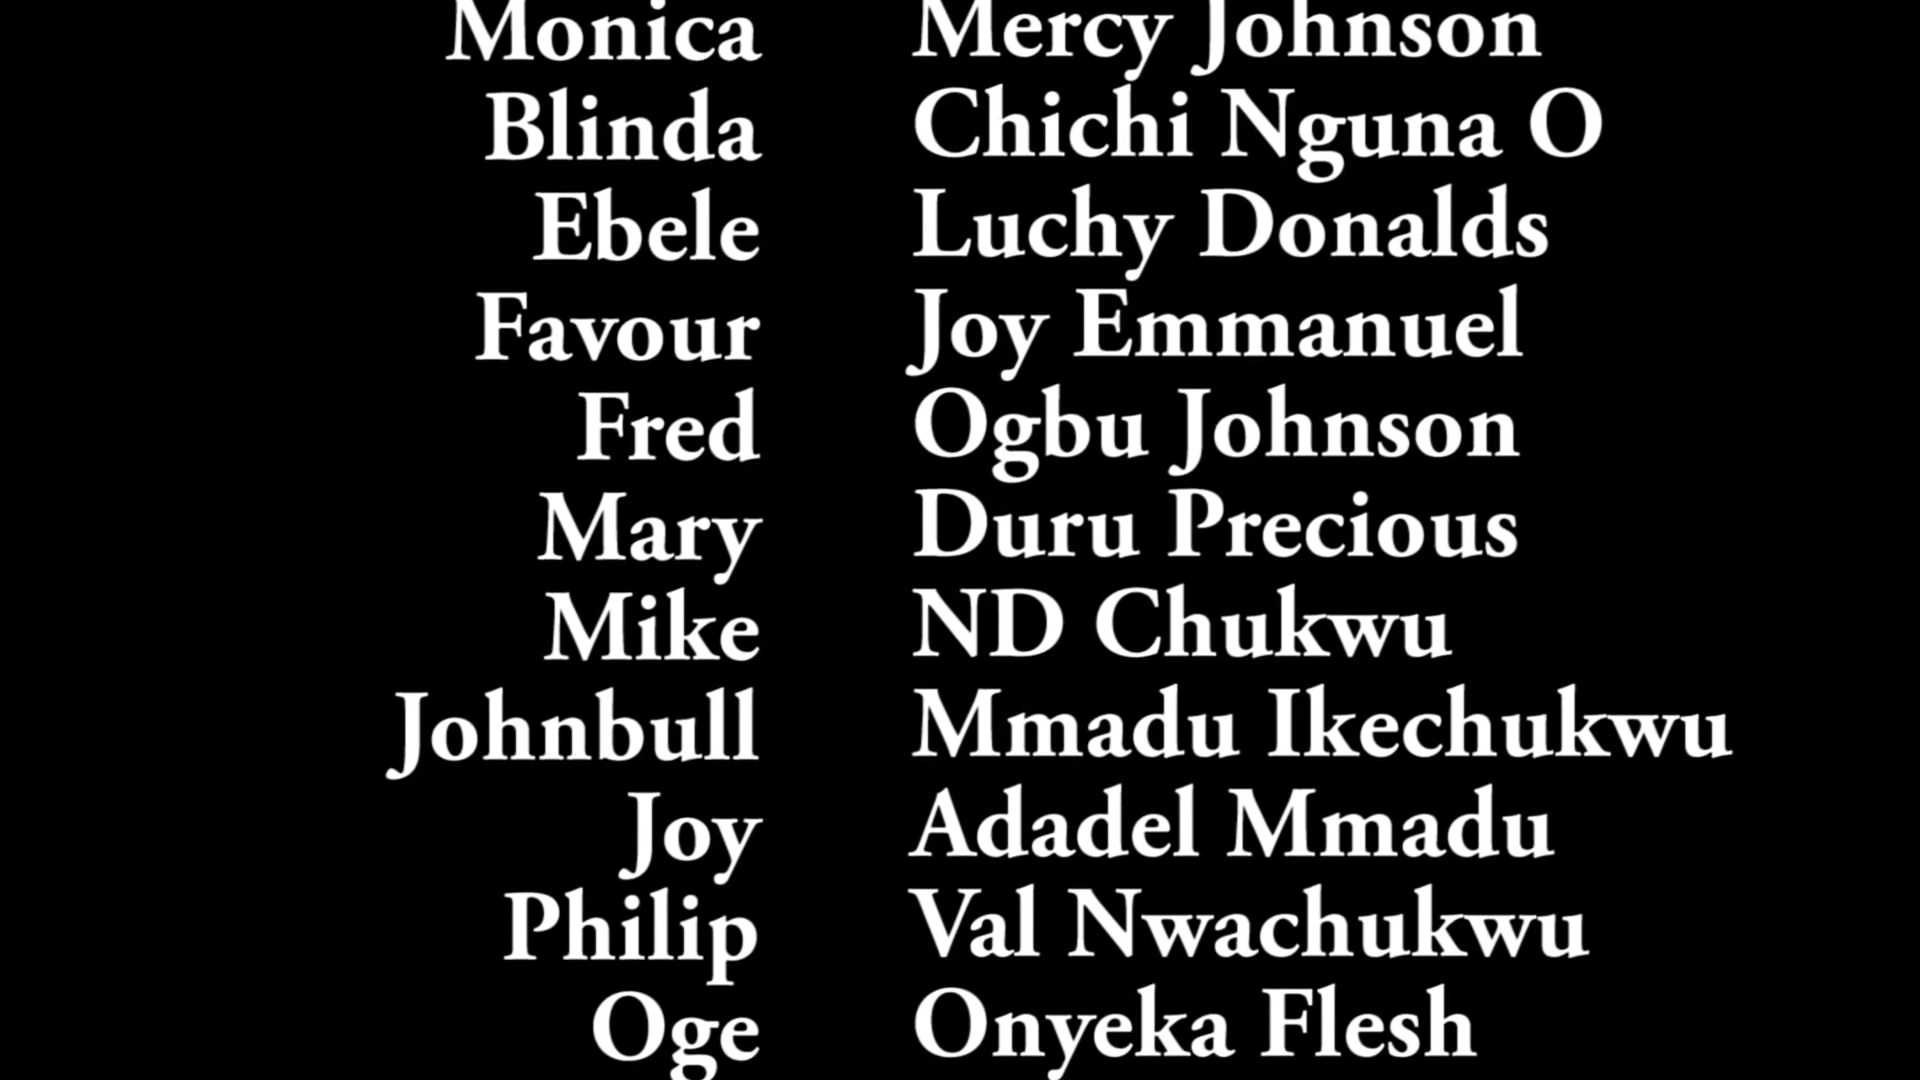 Monica Mercy Johnson
Blinda Chichi Nguna O
Ebele Luchy Donalds
Favour Joy Emmanuel
Fred Ogbu Johnson
Mary Duru Precious
Mike ND Chukwu
Johnbull Mmadu Ikechukwu
Joy Adadel Mmadu
Philip Val Nwachukwu
Oge Onyeka Flesh